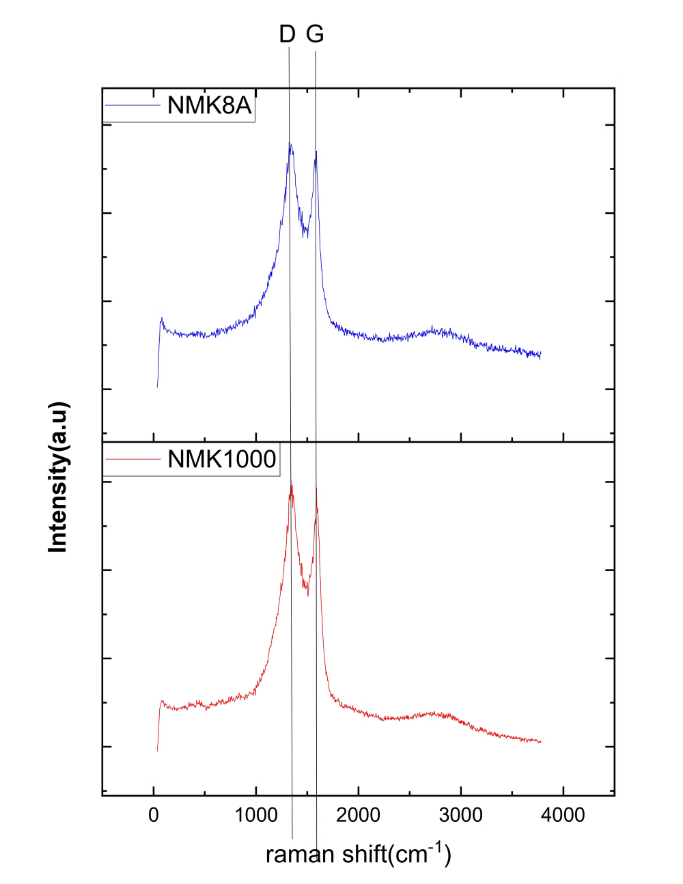 D G
NMK8A
Intensity(a.u)
NMK1000
0 1000 2000 3000 4000
raman shift(cm⁻¹)